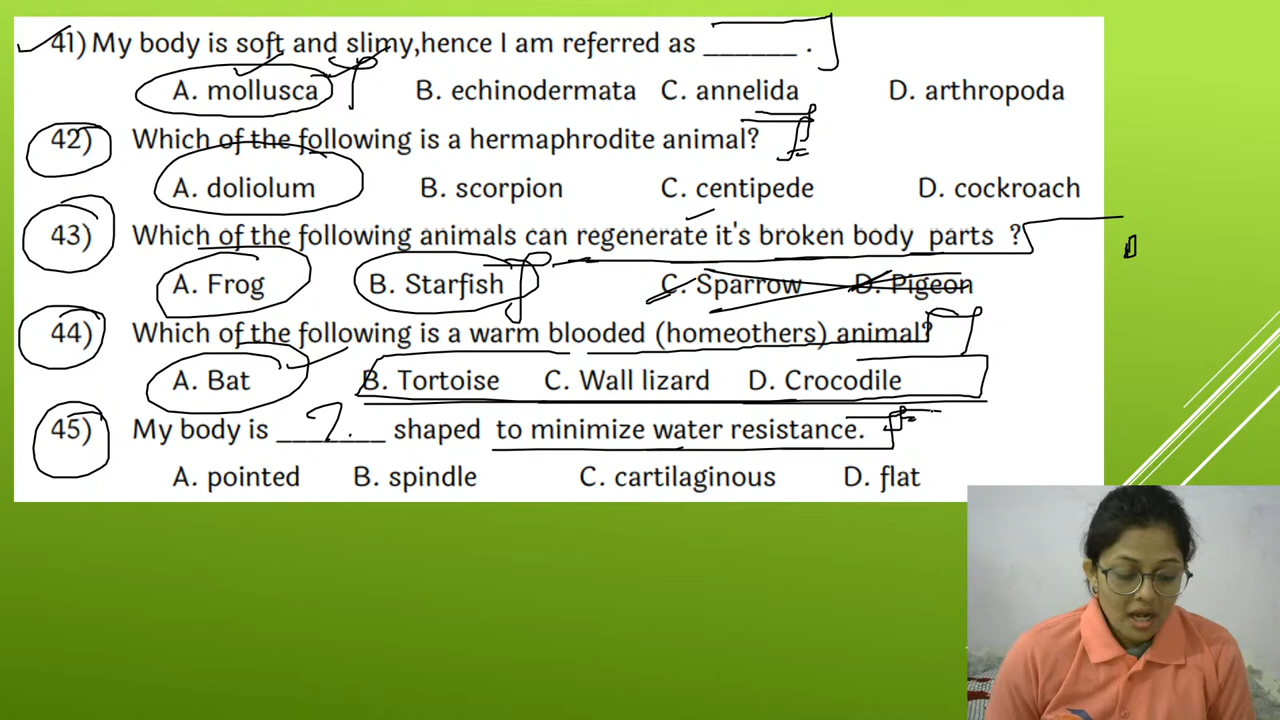 41) My body is soft and slimy,hence I am referred as ______ .
A. mollusca B. echinodermata C. annelida D. arthropoda
42) Which of the following is a hermaphrodite animal?
A. doliolum B. scorpion C. centipede D. cockroach
43) Which of the following animals can regenerate it's broken body parts ?
A. Frog B. Starfish C. Sparrow D. Pigeon
44) Which of the following is a warm blooded (homeothers) animal?
A. Bat B. Tortoise C. Wall lizard D. Crocodile
45) My body is ______ shaped to minimize water resistance.
A. pointed B. spindle C. cartilaginous D. flat